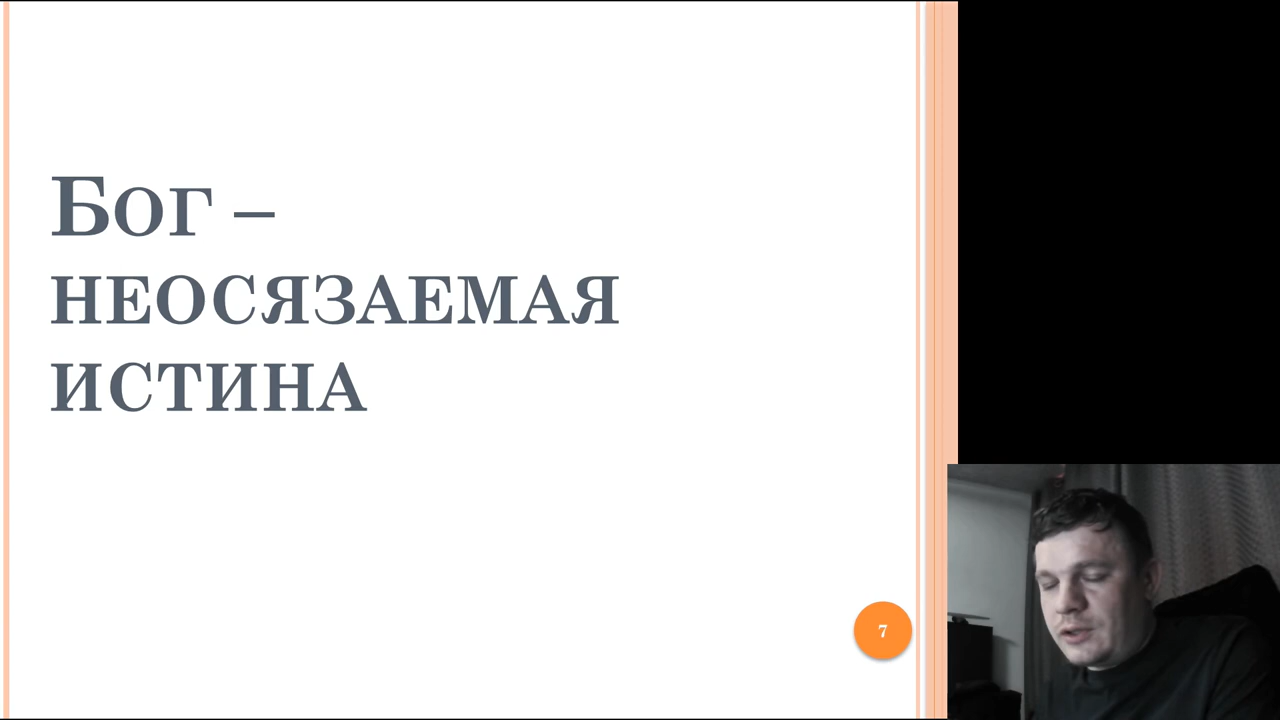 Бог –
неосязаемая
истина
7